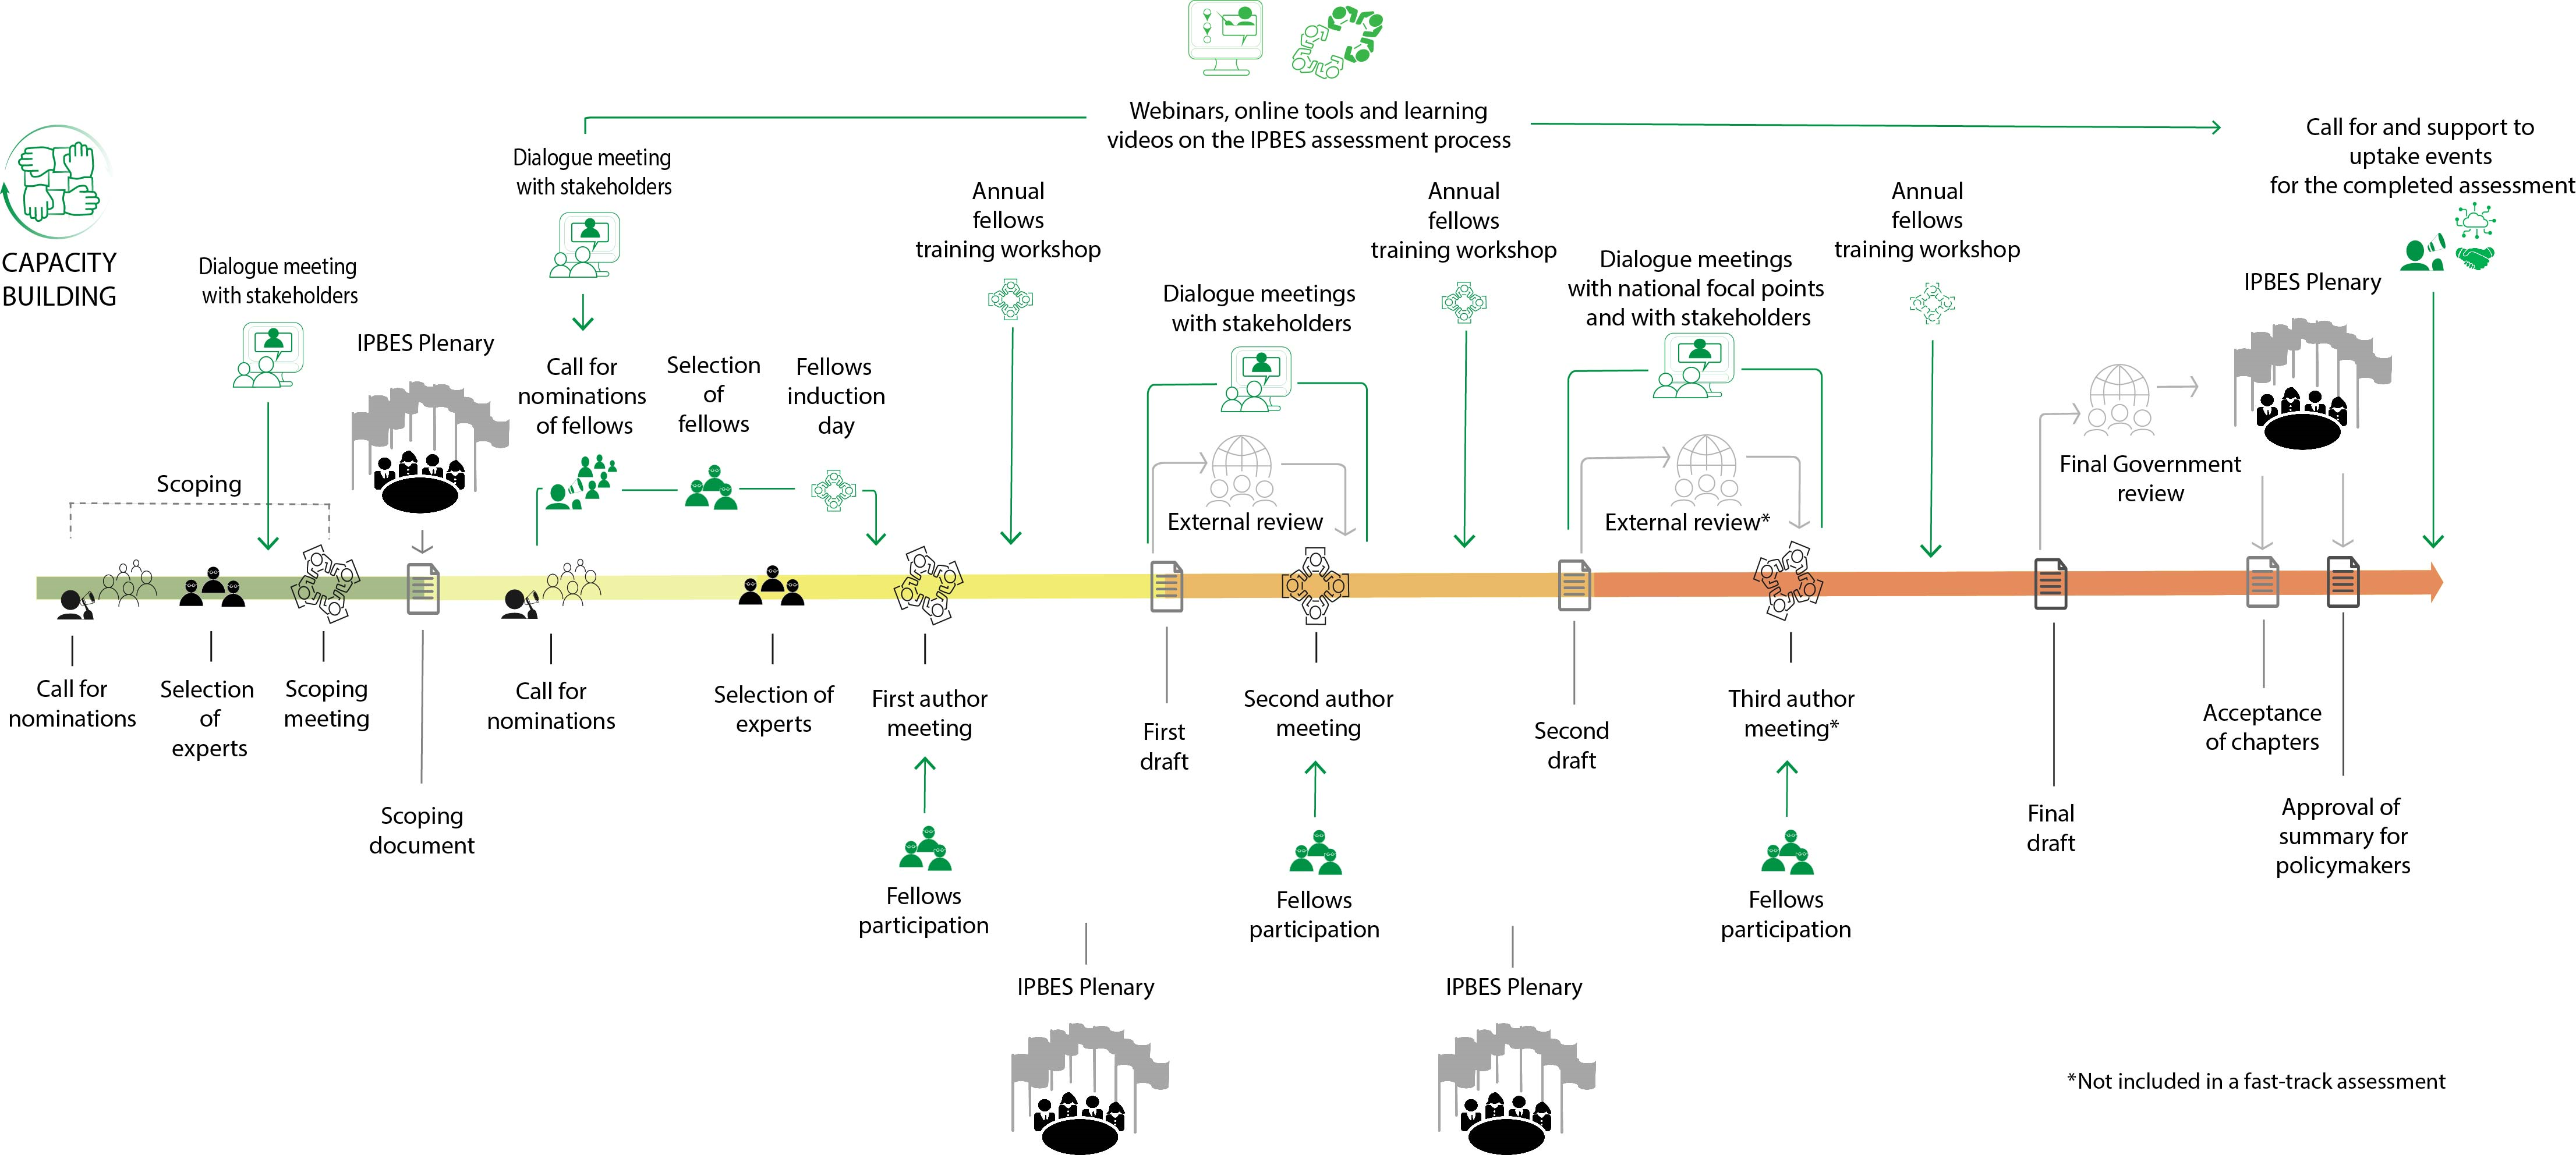 Webinars, online tools and learning
videos on the IPBES assessment process
Call for and support to
uptake events
for the completed assessment
CAPACITY
BUILDING
Dialogue meeting
with stakeholders
Dialogue meeting
with stakeholders
Annual
fellows
training workshop
Annual
fellows
training workshop
Annual
fellows
training workshop
Dialogue meetings
with stakeholders
Dialogue meetings
with national focal points
and with stakeholders
IPBES Plenary
IPBES Plenary
Call for
nominations
of fellows
Selection
of
fellows
Fellows
induction
day
Scoping
External review
External review*
Final Government
review
Call for
nominations
Selection
of
experts
Scoping
meeting
Scoping
document
Call for
nominations
Selection of
experts
First author
meeting
First
draft
Second author
meeting
Second
draft
Third author
meeting*
Final
draft
Acceptance
of chapters
Approval of
summary for
policymakers
Fellows
participation
Fellows
participation
Fellows
participation
IPBES Plenary
IPBES Plenary
*Not included in a fast-track assessment